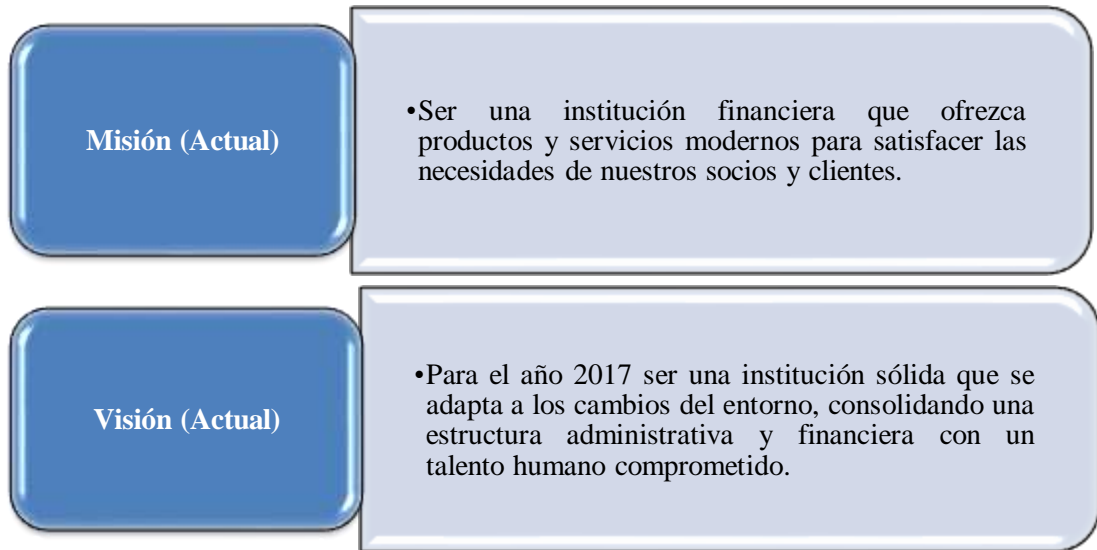 Misión (Actual)
•Ser una institución financiera que ofrezca
productos y servicios modernos para satisfacer las
necesidades de nuestros socios y clientes.
Visión (Actual)
•Para el año 2017 ser una institución sólida que se
adapta a los cambios del entorno, consolidando una
estructura administrativa y financiera con un
talento humano comprometido.